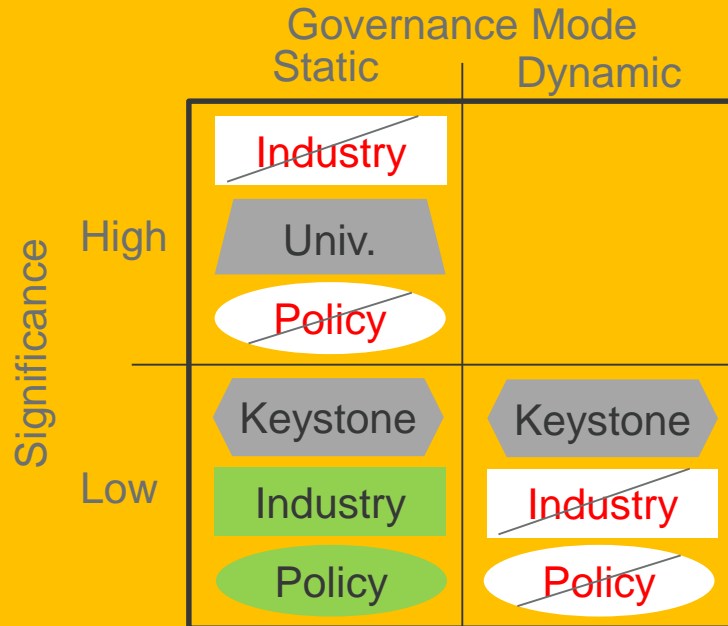 Governance Mode
Static Dynamic
Significance
High
Industry
Univ.
Policy
Low
Keystone Keystone
Industry Industry
Policy Policy